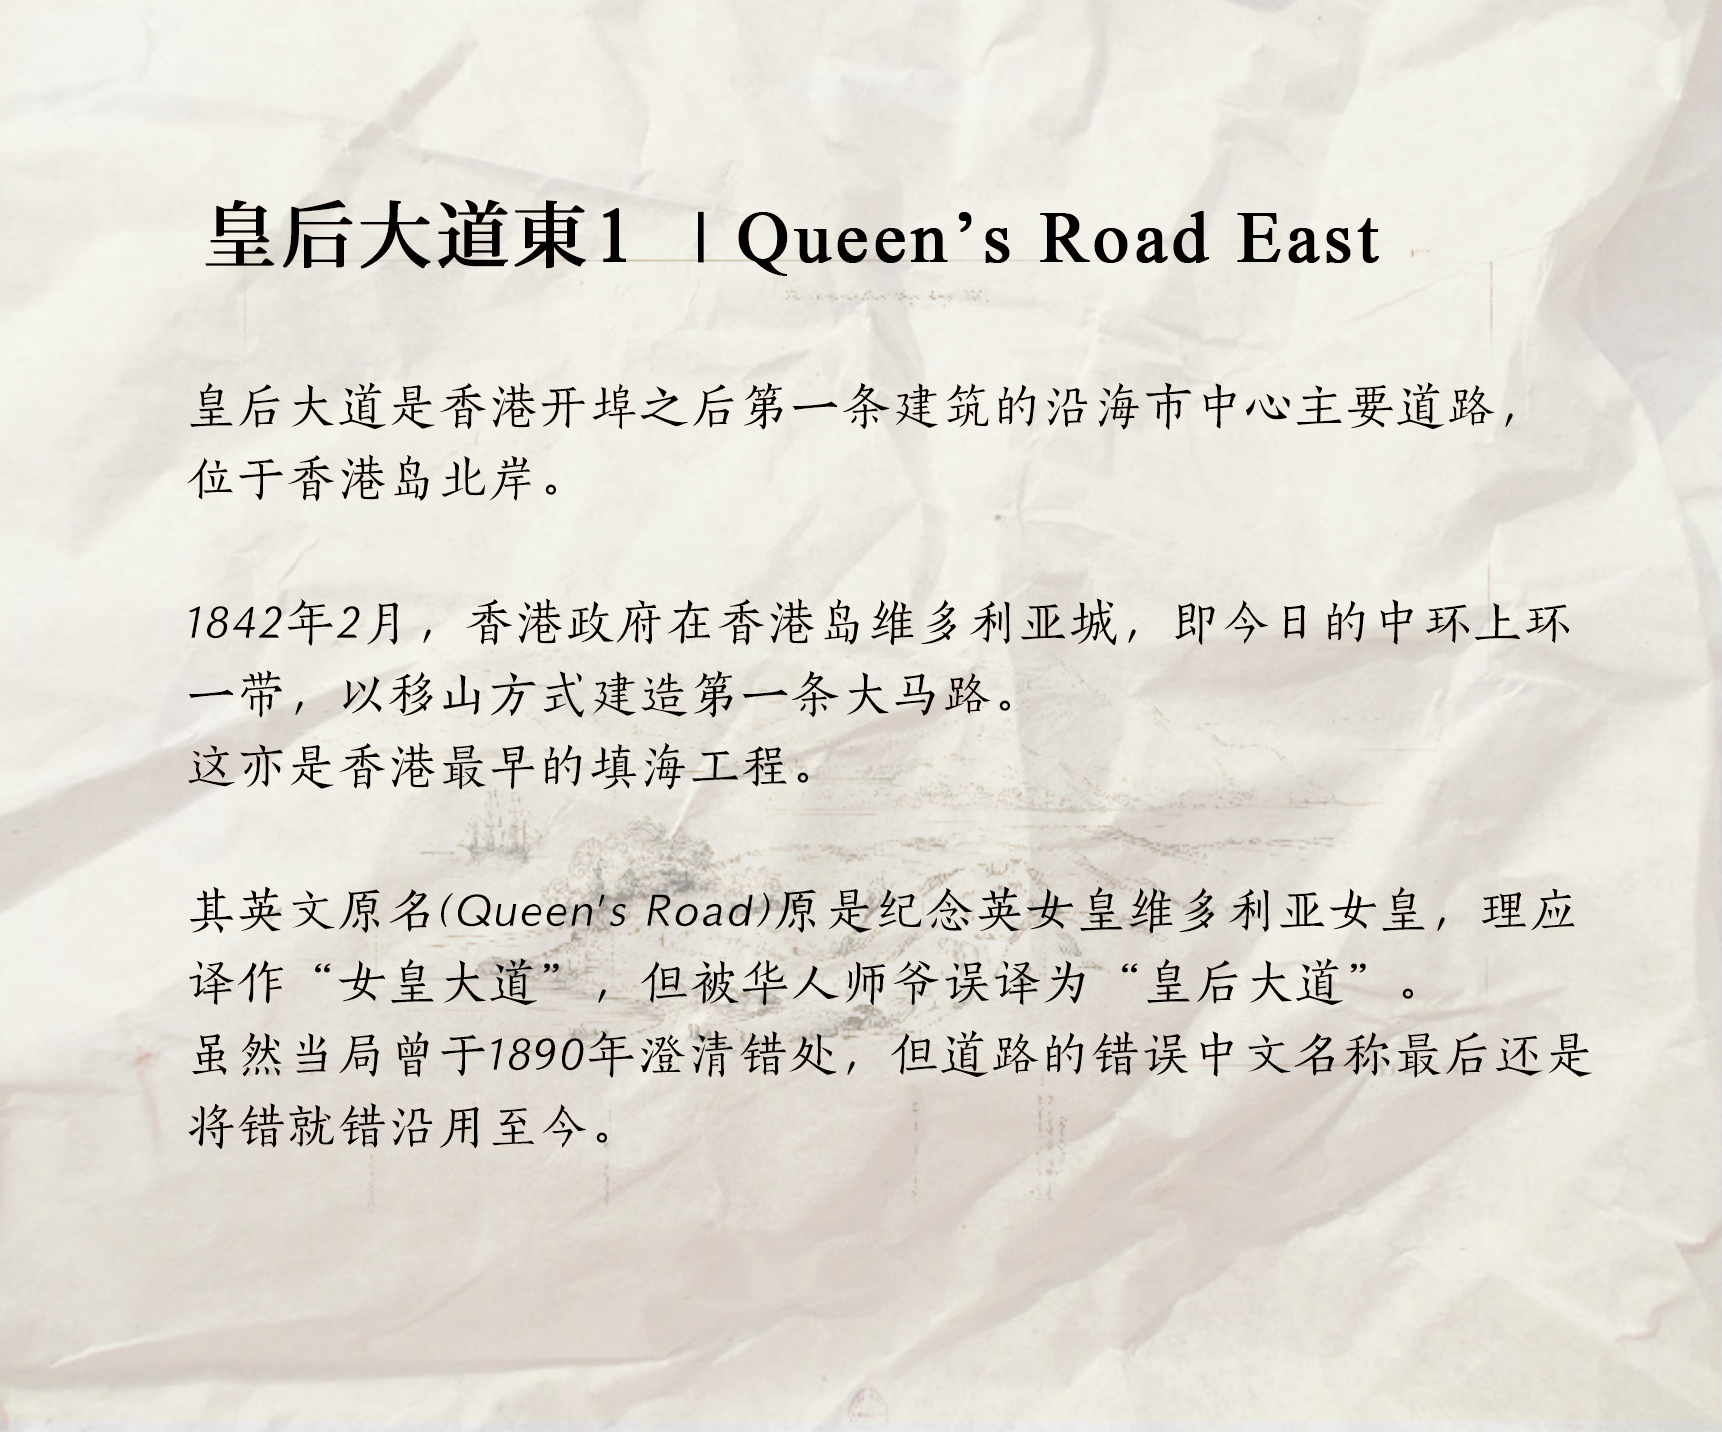 皇后大道東1 | Queen’s Road East
皇后大道是香港开埠之后第一条建筑的沿海市中心主要道路，
位于香港岛北岸。
1842年2月，香港政府在香港岛维多利亚城，即今日的中环上环
一带，以移山方式建造第一条大马路。
这亦是香港最早的填海工程。
其英文原名(Queen's Road)原是纪念英女皇维多利亚女皇，理应
译作“女皇大道”，但被华人师爷误译为“皇后大道”。
虽然当局曾于1890年澄清错处，但道路的错误中文名称最后还是
将错就错沿用至今。